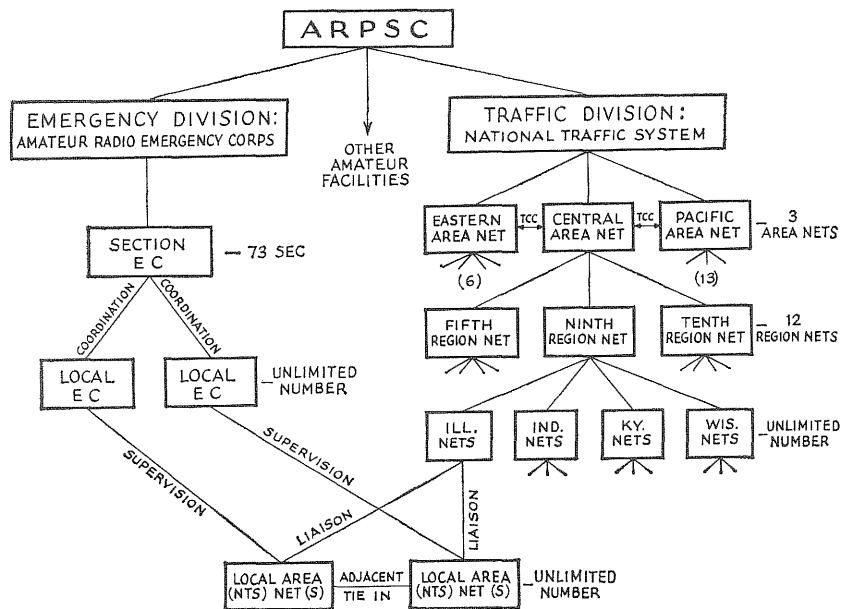 ARPSC
EMERGENCY DIVISION:
AMATEUR RADIO EMERGENCY CORPS
OTHER
AMATEUR
FACILITIES
TRAFFIC DIVISION:
NATIONAL TRAFFIC SYSTEM
SECTION
EC
73 SEC
EASTERN
AREA NET
TCC
CENTRAL
AREA NET
TCC
PACIFIC
AREA NET
3
AREA NETS
(6)
(13)
COORDINATION
COORDINATION
FIFTH
REGION NET
NINTH
REGION NET
TENTH
REGION NET
12
REGION NETS
LOCAL
EC
LOCAL
EC
UNLIMITED
NUMBER
ILL.
NETS
IND.
NETS
KY.
NETS
WIS.
NETS
UNLIMITED
NUMBER
SUPERVISION
SUPERVISION
LIAISON
LIAISON
LOCAL AREA
(NTS) NET (S)
ADJACENT
TIE IN
LOCAL AREA
(NTS) NET (S)
UNLIMITED
NUMBER